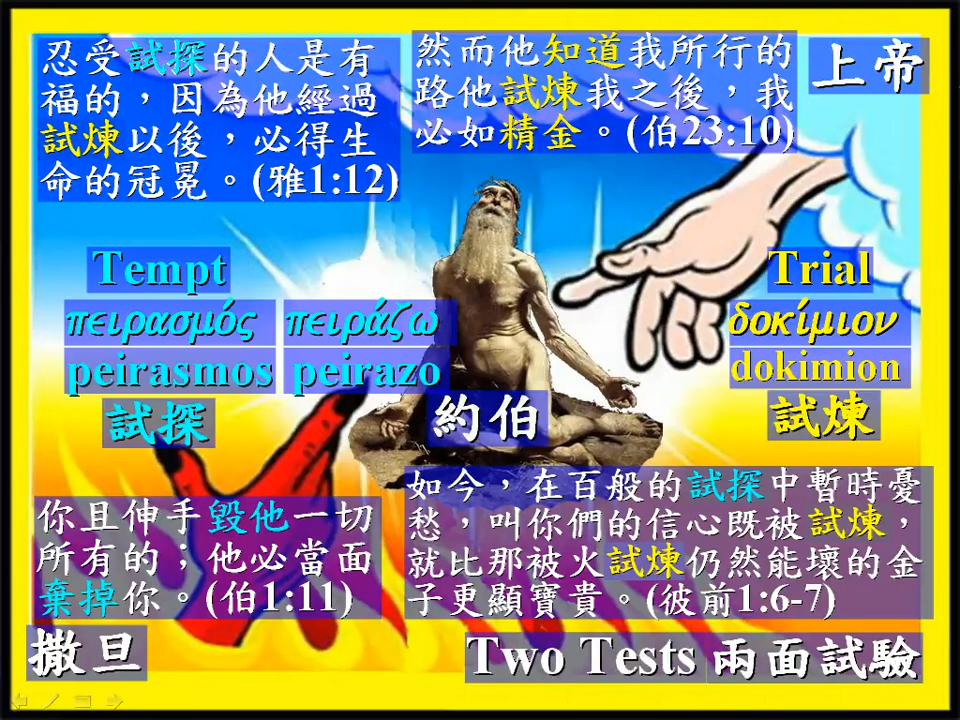 忍受試探的人是有
福的，因為他經過
試煉以後，必得生
命的冠冕。(雅1:12)
然而他知道我所行的
路他試煉我之後，我
必如精金。(伯23:10)
上帝
Tempt
πειρασμός πειράζω
peirasmos peirazo
試探
約伯
Trial
δοκίμιον
dokimion
試煉
你且伸手毀他一切
所有的；他必當面
棄掉你。(伯1:11)
撒旦
如今，在百般的試探中暫時憂
愁，叫你們的信心既被試煉，
就比那被火試煉仍然能壞的金
子更顯寶貴。(彼前1:6-7)
Two Tests 兩面試驗